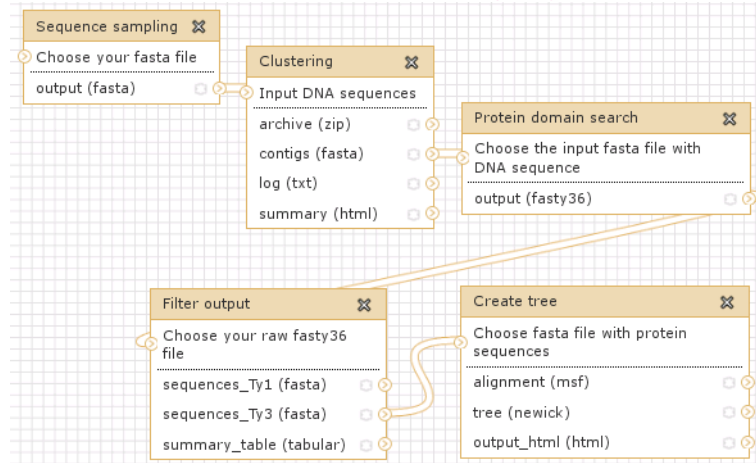 Sequence sampling
Choose your fasta file
output (fasta)
Clustering
Input DNA sequences
archive (zip)
contigs (fasta)
log (txt)
summary (html)
Protein domain search
Choose the input fasta file with
DNA sequence
output (fasty36)
Filter output
Choose your raw fasty36
file
sequences_Ty1 (fasta)
sequences_Ty3 (fasta)
summary_table (tabular)
Create tree
Choose fasta file with protein
sequences
alignment (msf)
tree (newick)
output_html (html)